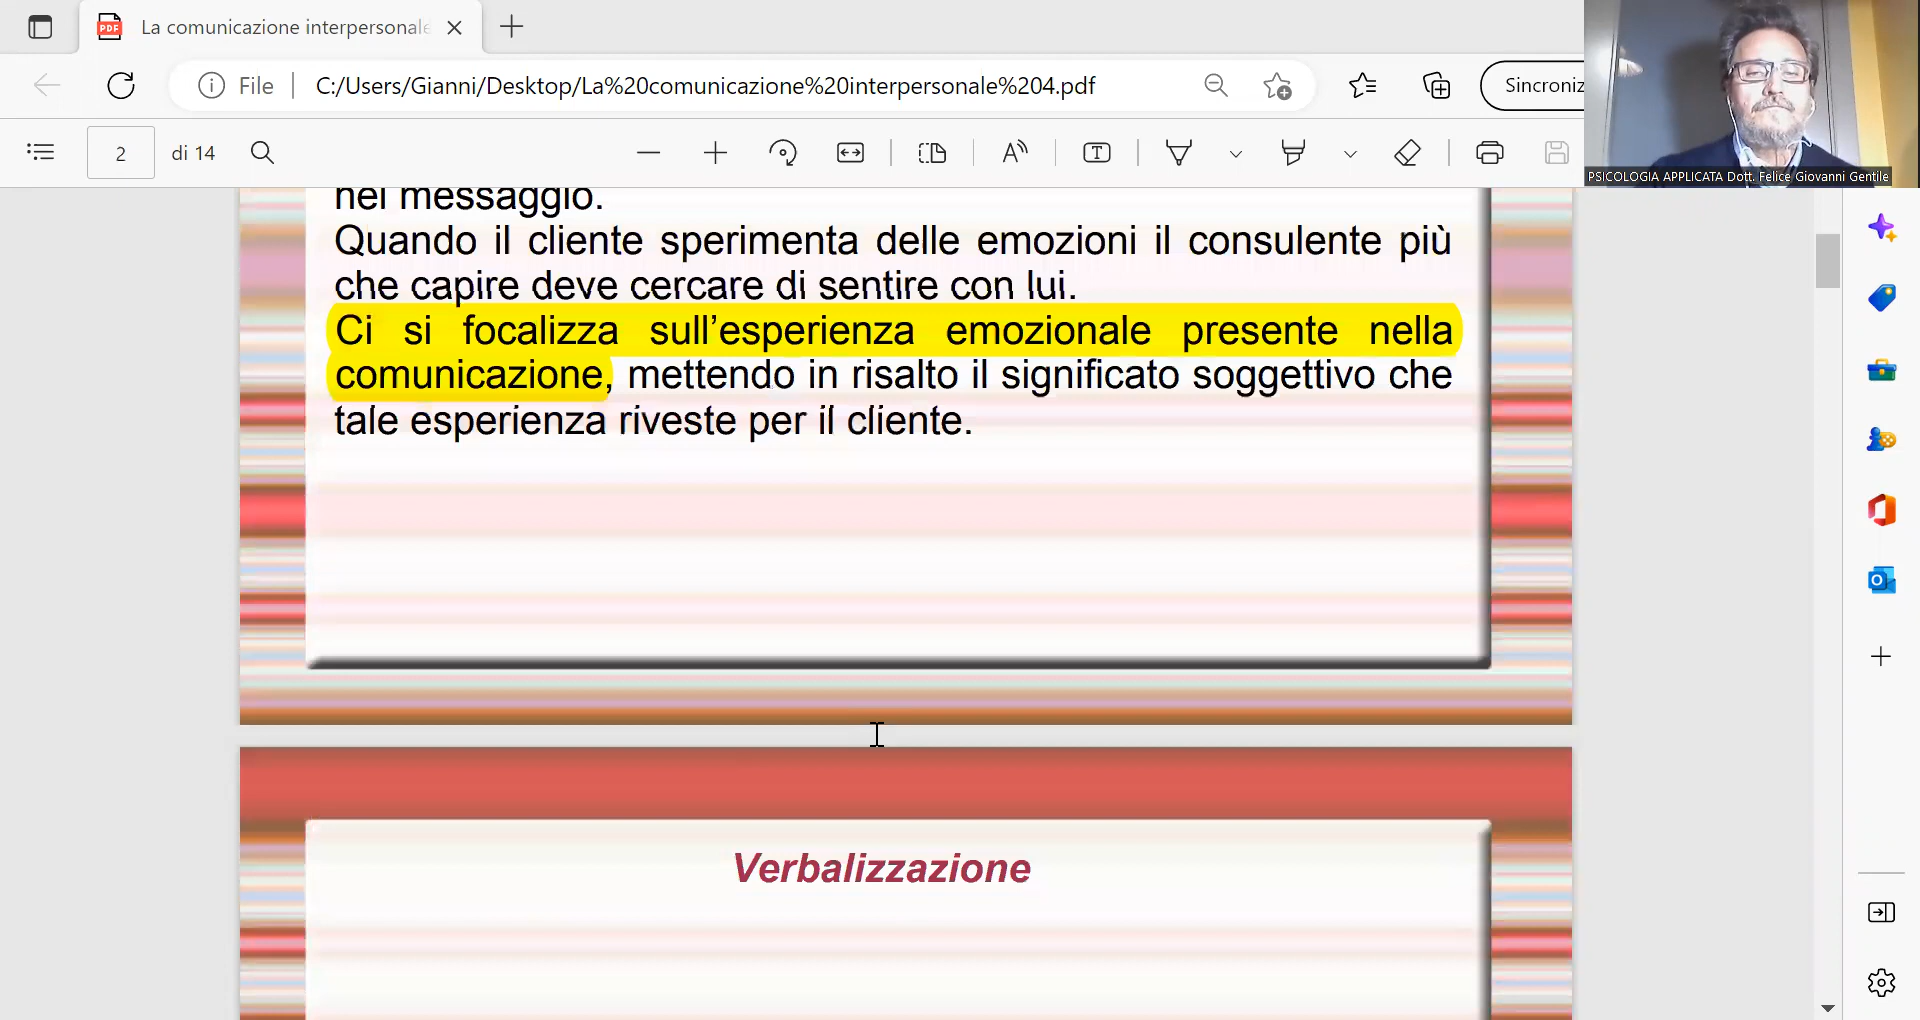 La comunicazione interpersonale
File
C:/Users/Gianni/Desktop/La%20comunicazione%20interpersonale%204.pdf
Sincroniz
2 di 14
PSICOLOGIA APPLICATA Dott. Felice Giovanni Gentile
nel messaggio.
Quando il cliente sperimenta delle emozioni il consulente più
che capire deve cercare di sentire con lui.
Ci si focalizza sull’esperienza emozionale presente nella
comunicazione, mettendo in risalto il significato soggettivo che
tale esperienza riveste per il cliente.
Verbalizzazione